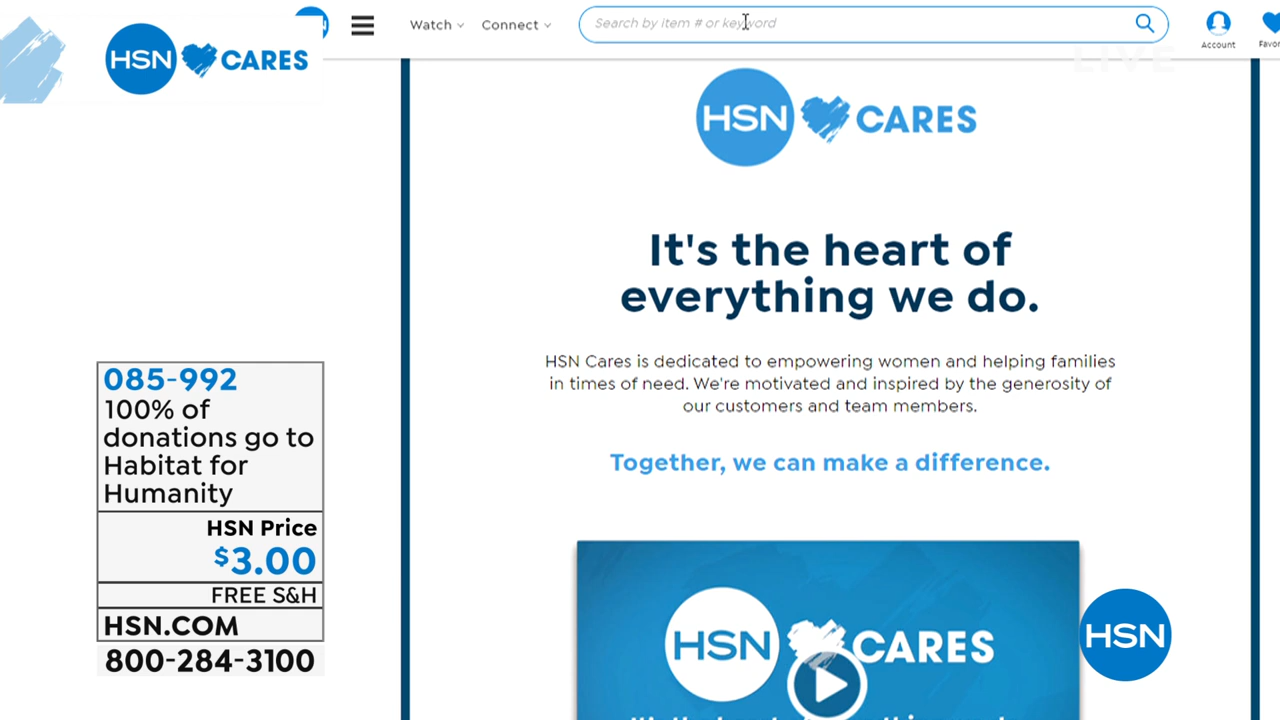 HSN CARES
Watch Connect Search by item # or keyword
Account
LIVE
HSN CARES
It's the heart of
everything we do.
HSN Cares is dedicated to empowering women and helping families
in times of need. We're motivated and inspired by the generosity of
our customers and team members.
Together, we can make a difference.
085-992
100% of
donations go to
Habitat for
Humanity
HSN Price
$3.00
FREE S&H
HSN.COM
800-284-3100
HSN CARES
HSN